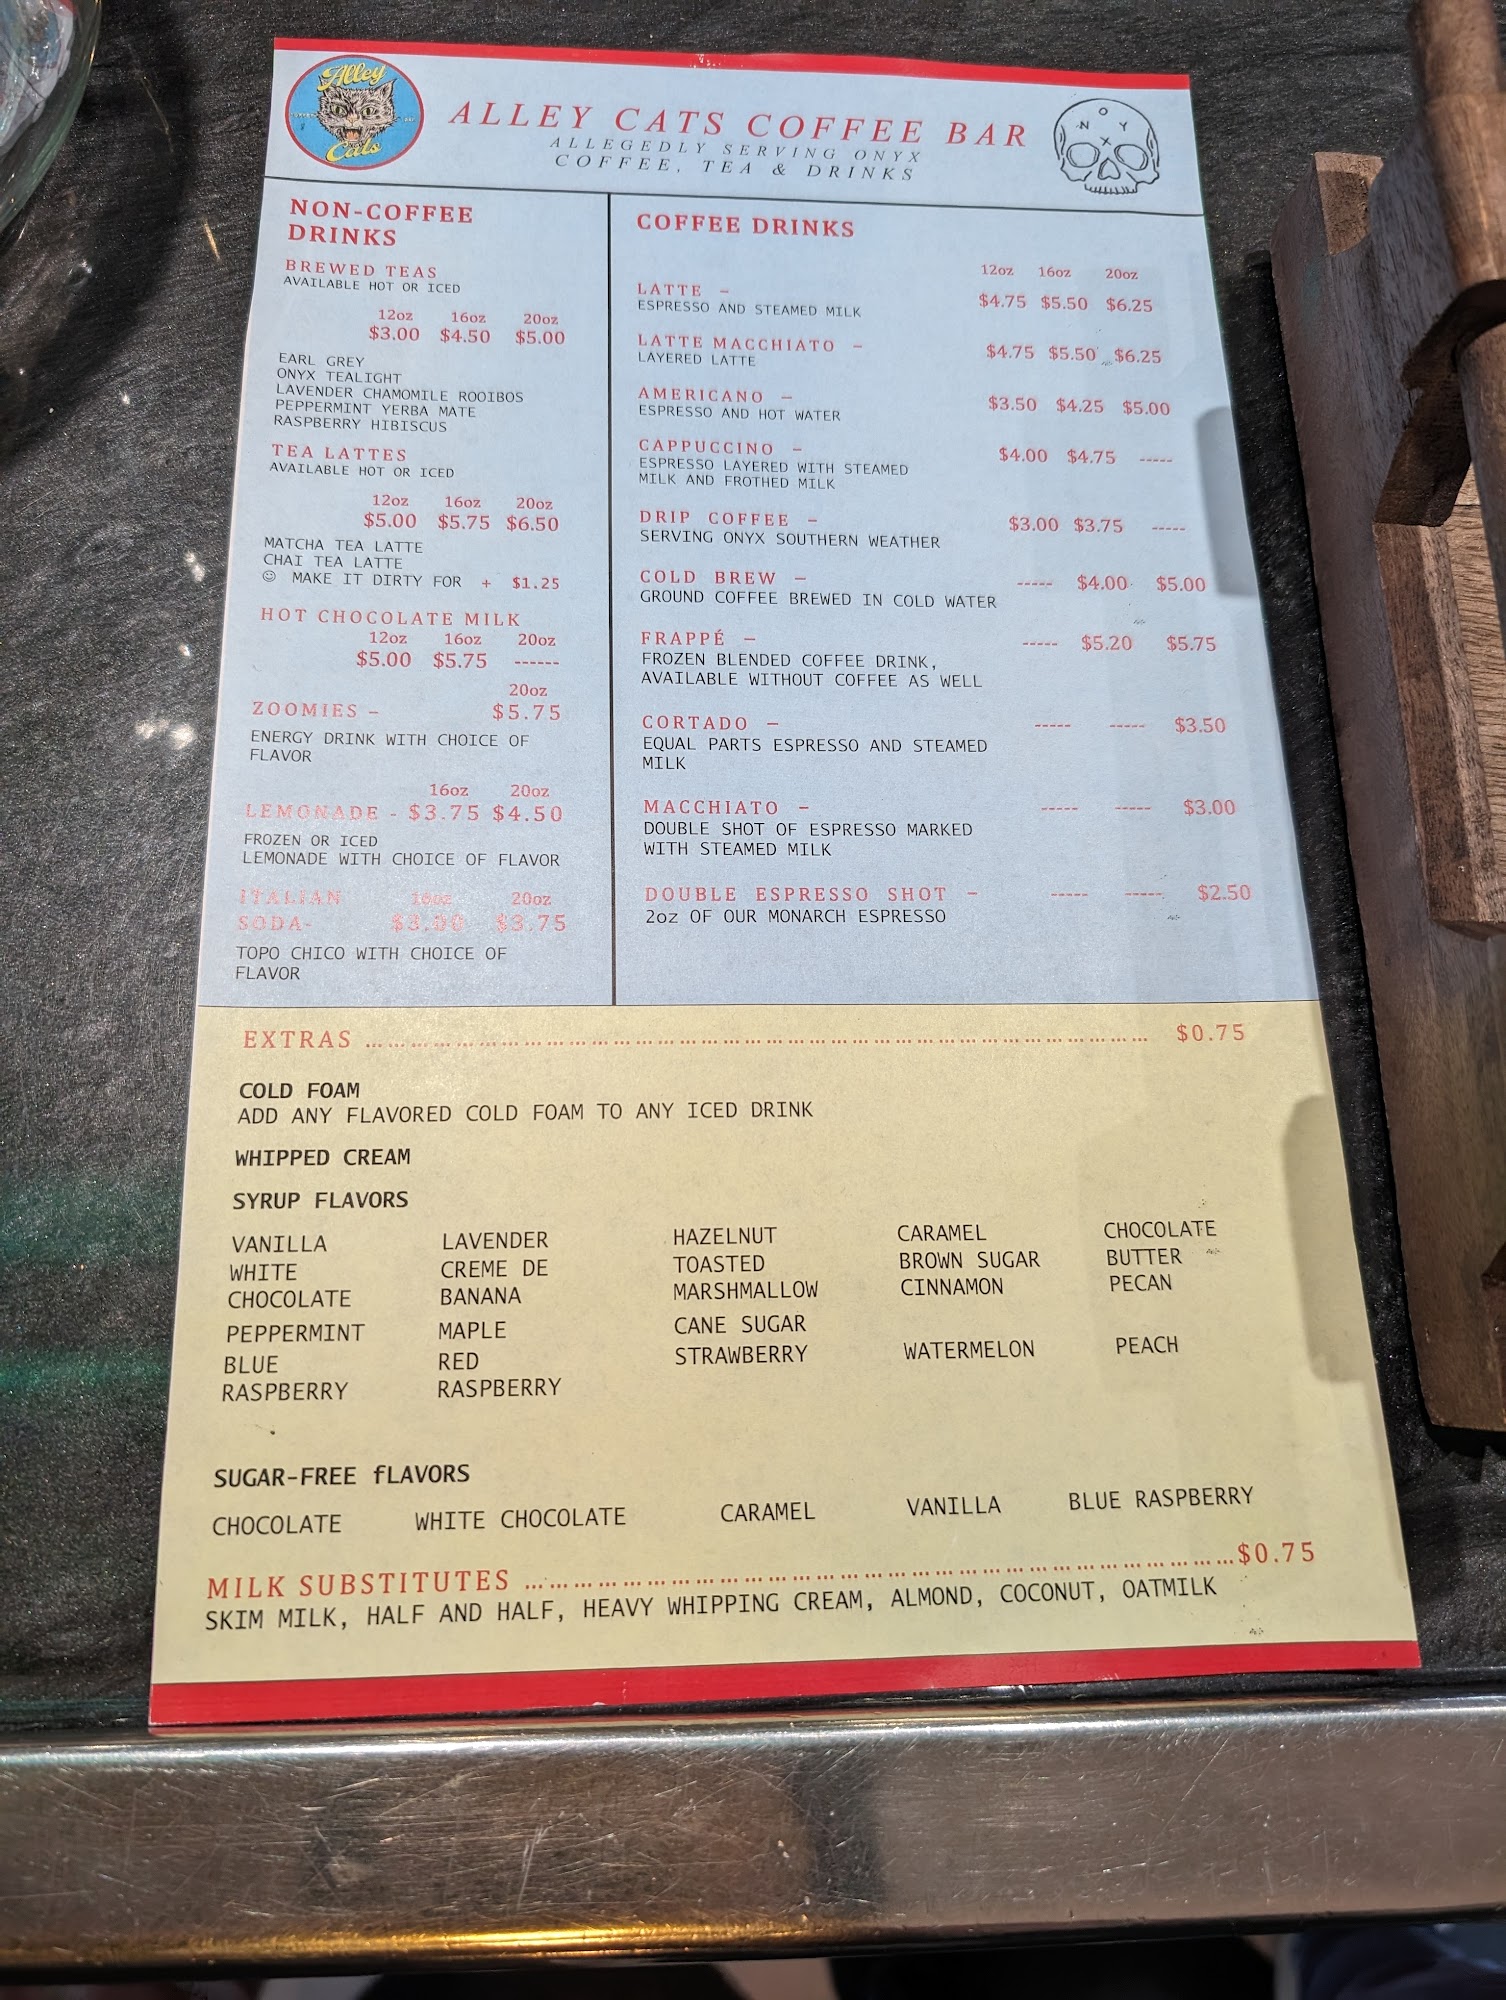 Alley
Cats
ALLEY CATS COFFEE BAR
ALLEGEDLY SERVING ONYX
COFFEE, TEA & DRINKS
O
N Y
X
NON-COFFEE
DRINKS
BREWED TEAS
AVAILABLE HOT OR ICED
12oz 16oz 20oz
$3.00 $4.50 $5.00
EARL GREY
ONYX TEALIGHT
LAVENDER CHAMOMILE ROOIBOS
PEPPERMINT YERBA MATE
RASPBERRY HIBISCUS
TEA LATTES
AVAILABLE HOT OR ICED
12oz 16oz 20oz
$5.00 $5.75 $6.50
MATCHA TEA LATTE
CHAI TEA LATTE
☺ MAKE IT DIRTY FOR + $1.25
HOT CHOCOLATE MILK
12oz 16oz 20oz
$5.00 $5.75 ------
20oz
ZOOMIES – $5.75
ENERGY DRINK WITH CHOICE OF
FLAVOR
16oz 20oz
LEMONADE - $3.75 $4.50
FROZEN OR ICED
LEMONADE WITH CHOICE OF FLAVOR
ITALIAN 16oz 20oz
SODA- $3.00 $3.75
TOPO CHICO WITH CHOICE OF
FLAVOR
COFFEE DRINKS
12oz 16oz 20oz
LATTE – $4.75 $5.50 $6.25
ESPRESSO AND STEAMED MILK
LATTE MACCHIATO – $4.75 $5.50 $6.25
LAYERED LATTE
AMERICANO – $3.50 $4.25 $5.00
ESPRESSO AND HOT WATER
CAPPUCCINO – $4.00 $4.75 -----
ESPRESSO LAYERED WITH STEAMED
MILK AND FROTHED MILK
DRIP COFFEE – $3.00 $3.75 -----
SERVING ONYX SOUTHERN WEATHER
COLD BREW – ----- $4.00 $5.00
GROUND COFFEE BREWED IN COLD WATER
FRAPPÉ – ----- $5.20 $5.75
FROZEN BLENDED COFFEE DRINK,
AVAILABLE WITHOUT COFFEE AS WELL
CORTADO – ----- ----- $3.50
EQUAL PARTS ESPRESSO AND STEAMED
MILK
MACCHIATO – ----- ----- $3.00
DOUBLE SHOT OF ESPRESSO MARKED
WITH STEAMED MILK
DOUBLE ESPRESSO SHOT – ----- ----- $2.50
2oz OF OUR MONARCH ESPRESSO
EXTRAS ........................ $0.75
COLD FOAM
ADD ANY FLAVORED COLD FOAM TO ANY ICED DRINK
WHIPPED CREAM
SYRUP FLAVORS
VANILLA LAVENDER HAZELNUT CARAMEL CHOCOLATE
WHITE CREME DE TOASTED BROWN SUGAR BUTTER
CHOCOLATE BANANA MARSHMALLOW CINNAMON PECAN
PEPPERMINT MAPLE CANE SUGAR
BLUE RED STRAWBERRY WATERMELON PEACH
RASPBERRY RASPBERRY
SUGAR-FREE fLAVORS
CHOCOLATE WHITE CHOCOLATE CARAMEL VANILLA BLUE RASPBERRY
MILK SUBSTITUTES ........................$0.75
SKIM MILK, HALF AND HALF, HEAVY WHIPPING CREAM, ALMOND, COCONUT, OATMILK